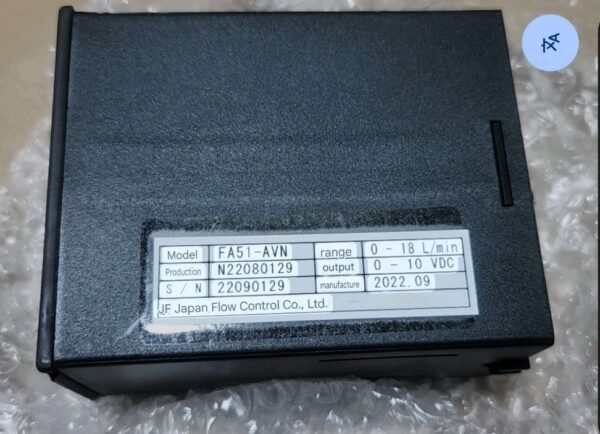 Model FA51-AVN range 0 - 18 L/min
Production N22080129 output 0 - 10 VDC
S / N 22090129 manufacture 2022.09
JF Japan Flow Control Co., Ltd.